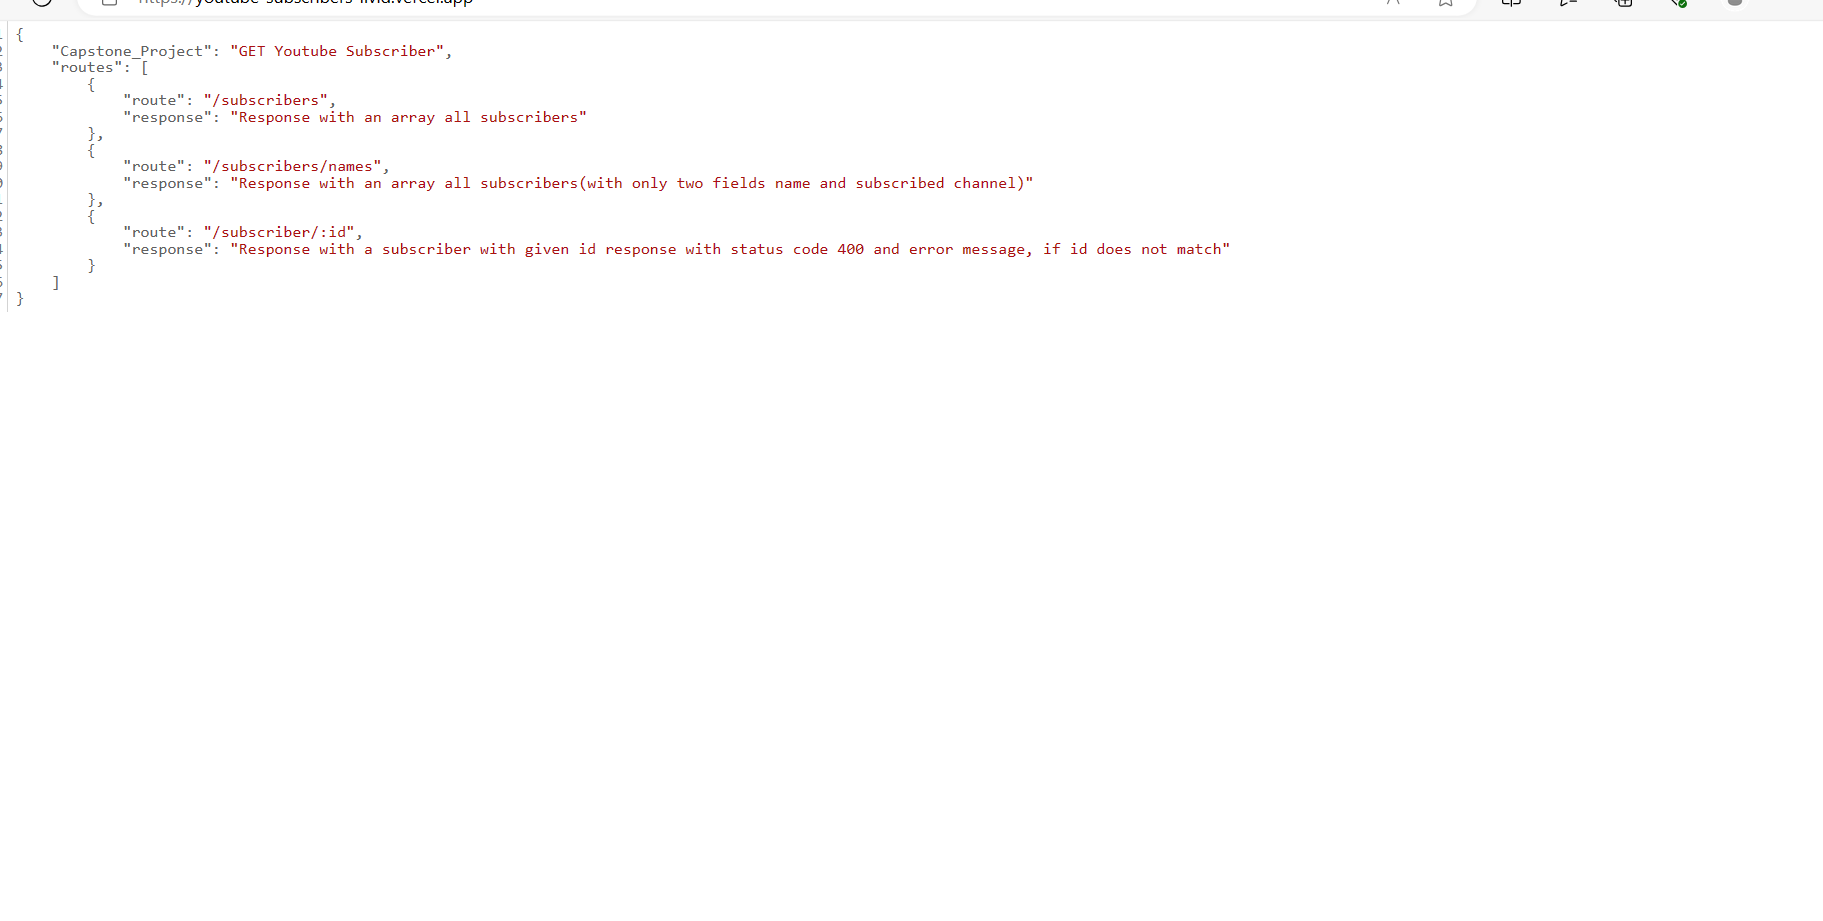 https://youtube-subscribers-livid.vercel.app
{
"Capstone_Project": "GET Youtube Subscriber",
"routes": [
{
"route": "/subscribers",
"response": "Response with an array all subscribers"
},
{
"route": "/subscribers/names",
"response": "Response with an array all subscribers(with only two fields name and subscribed channel)"
},
{
"route": "/subscriber/:id",
"response": "Response with a subscriber with given id response with status code 400 and error message, if id does not match"
}
]
}